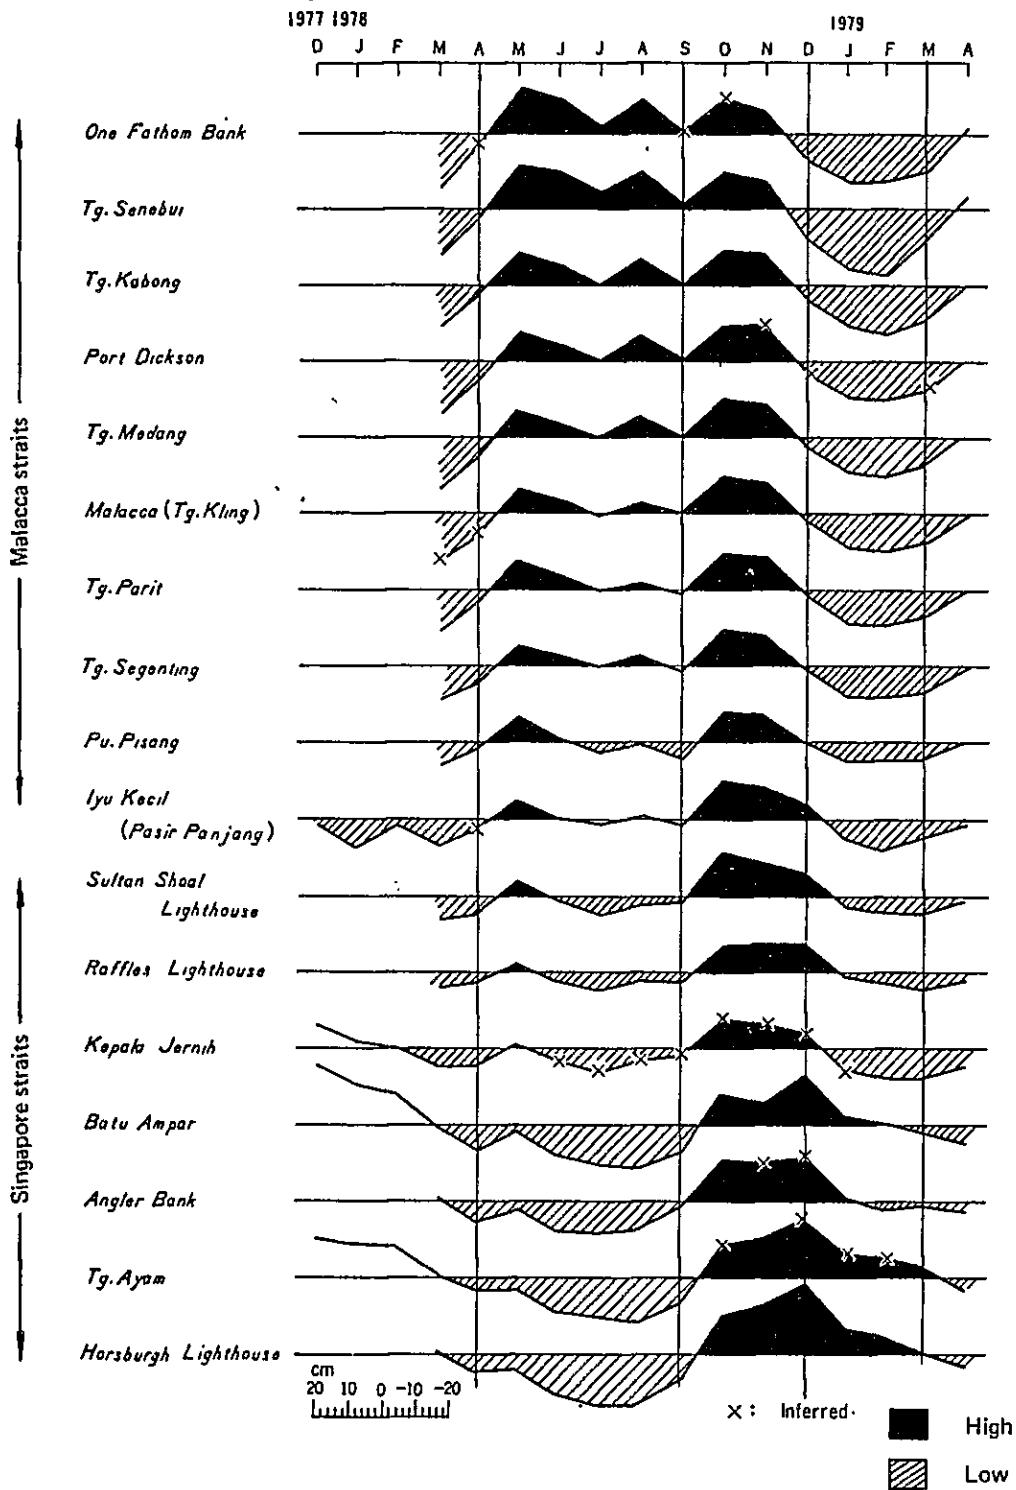 1977 1978 1979
D J F M A M J J A S O N D J F M A
One Fathom Bank
Tg. Senebui
Tg. Kabong
Port Dickson
Tg. Medang
Malacca (Tg. Kling)
Tg. Parit
Tg. Segenting
Pu. Pisang
Iyu Kecil
(Pasir Panjang)
Sultan Shoal
Lighthouse
Raffles Lighthouse
Kepala Jernih
Batu Ampar
Angler Bank
Tg. Ayam
Horsburgh Lighthouse
Malacca straits
Singapore straits
cm
20 10 0 -10 -20
×: Inferred.
High
Low